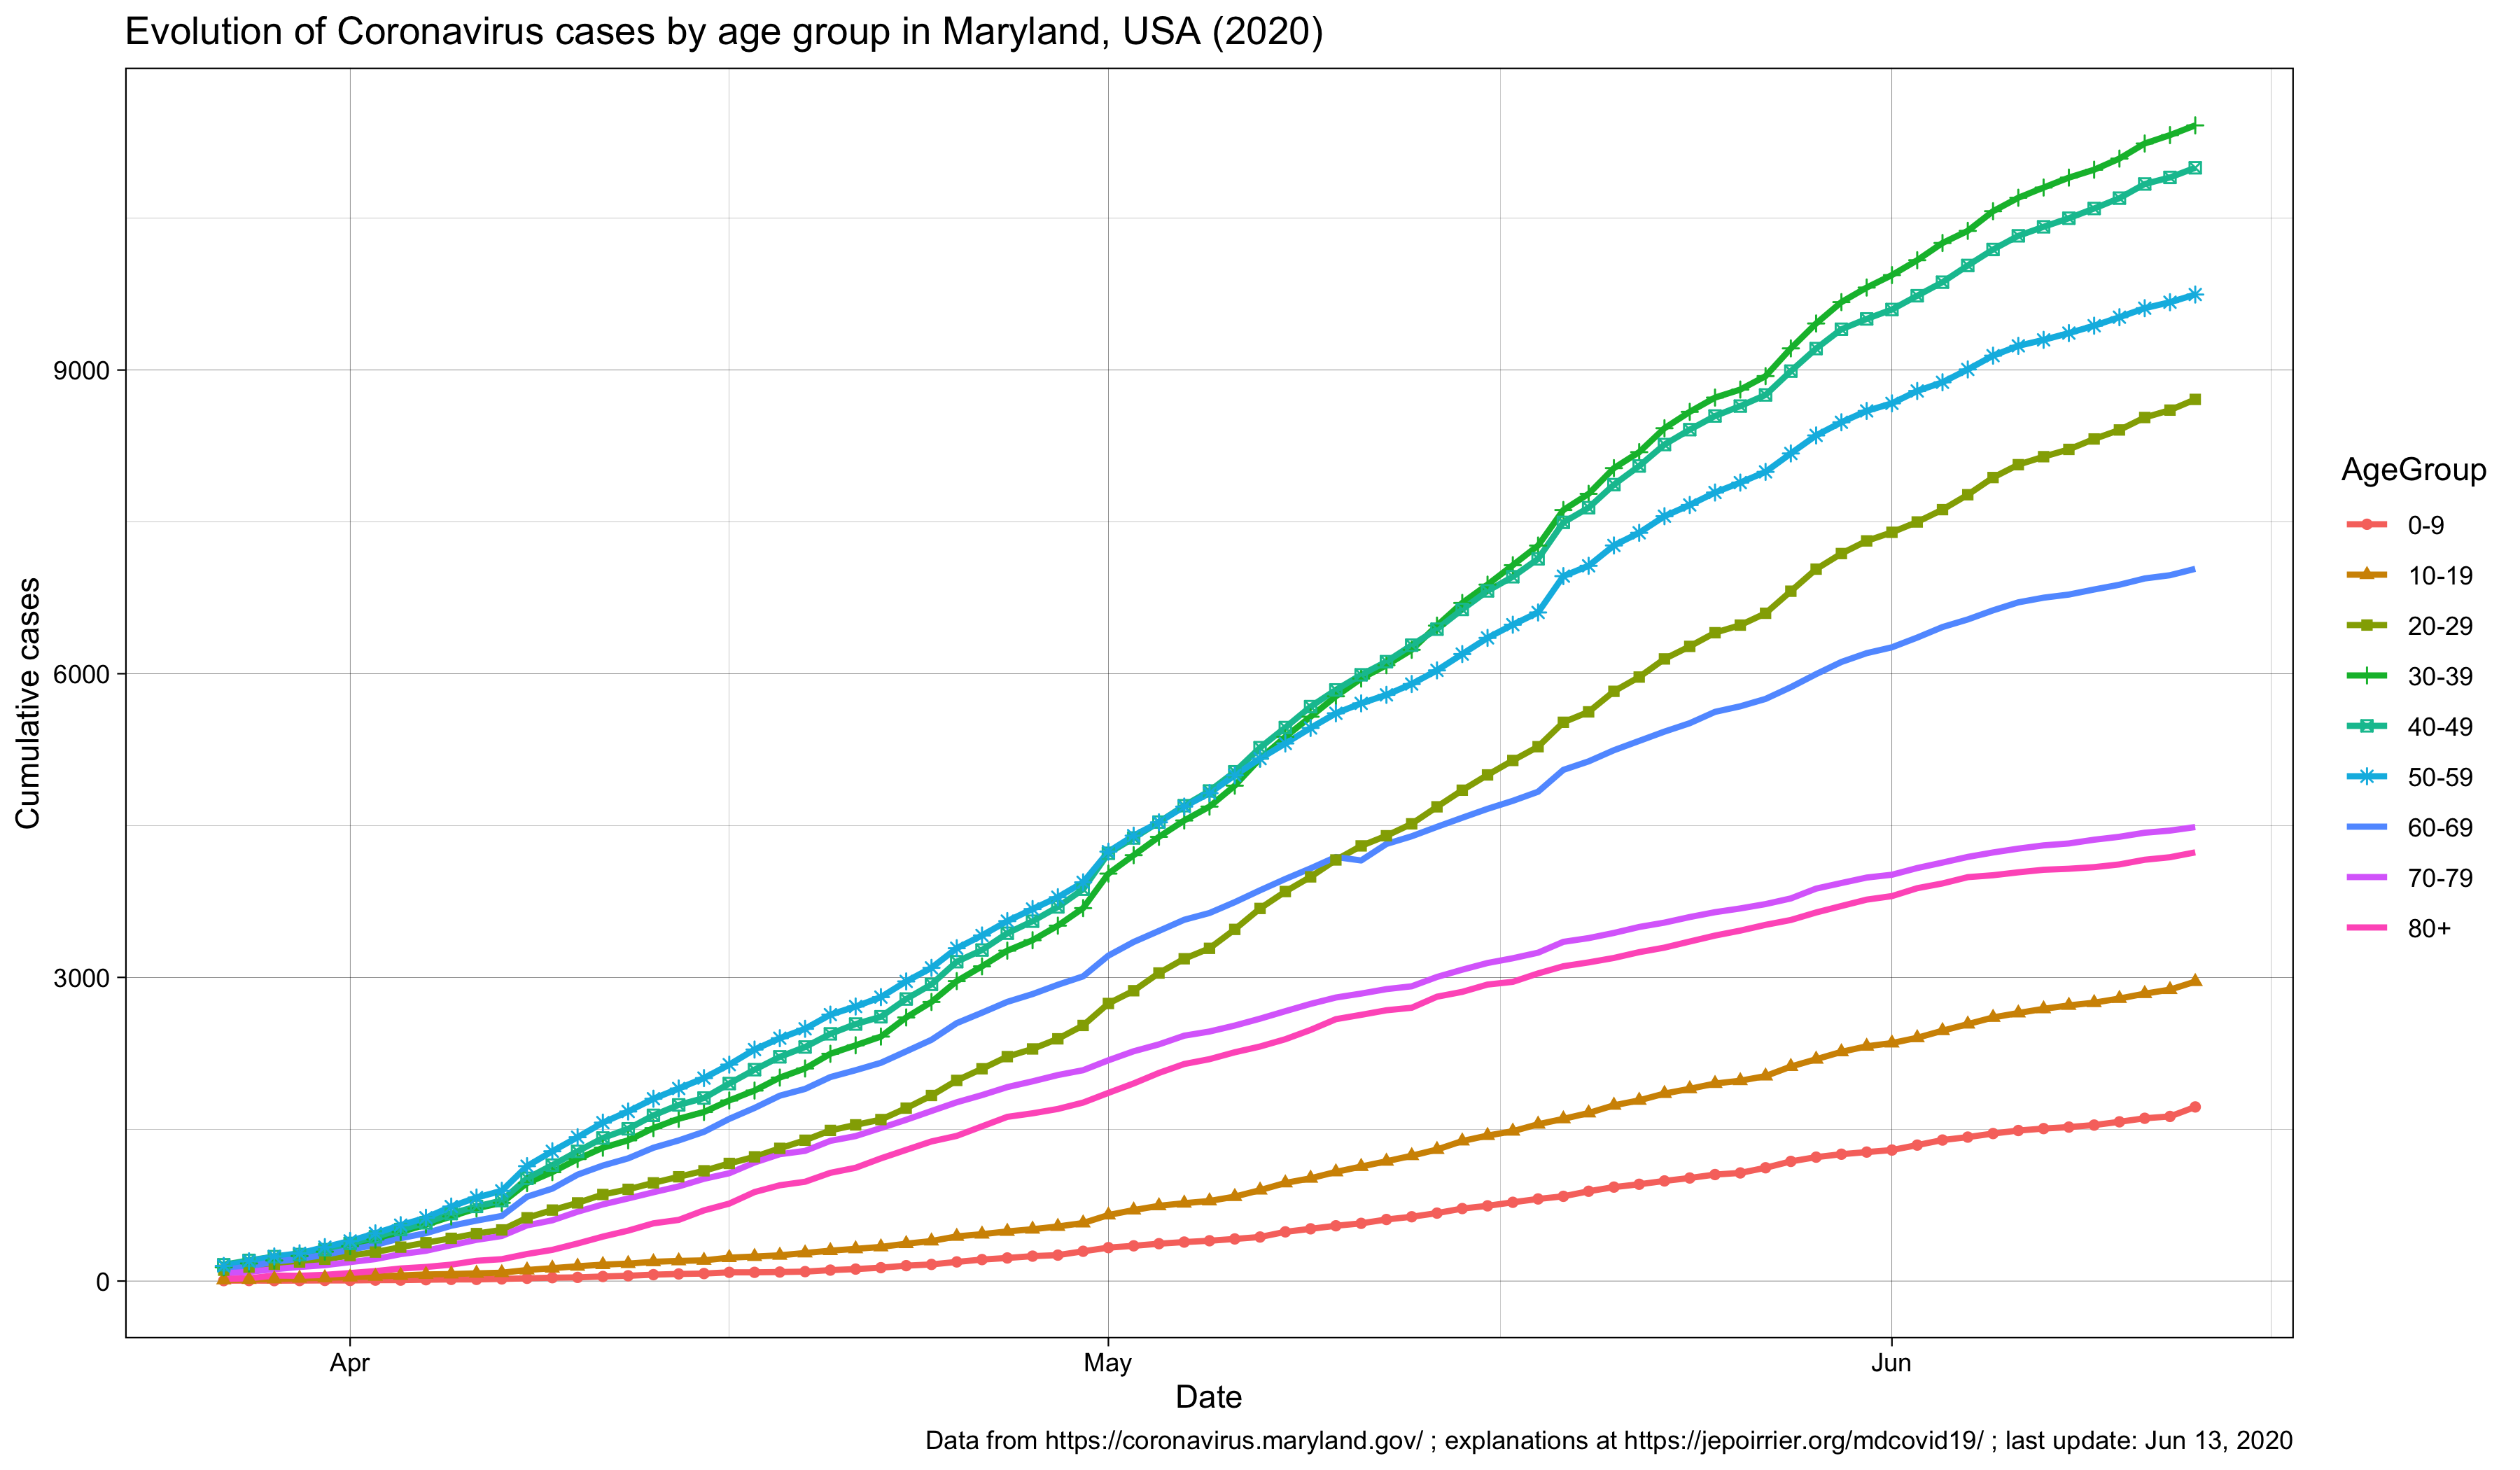 Evolution of Coronavirus cases by age group in Maryland, USA (2020)
Cumulative cases
9000
6000
3000
0
Apr
May
Jun
Date
AgeGroup
0-9
10-19
20-29
30-39
40-49
50-59
60-69
70-79
80+
Data from https://coronavirus.maryland.gov/ ; explanations at https://jepoirrier.org/mdcovid19/ ; last update: Jun 13, 2020